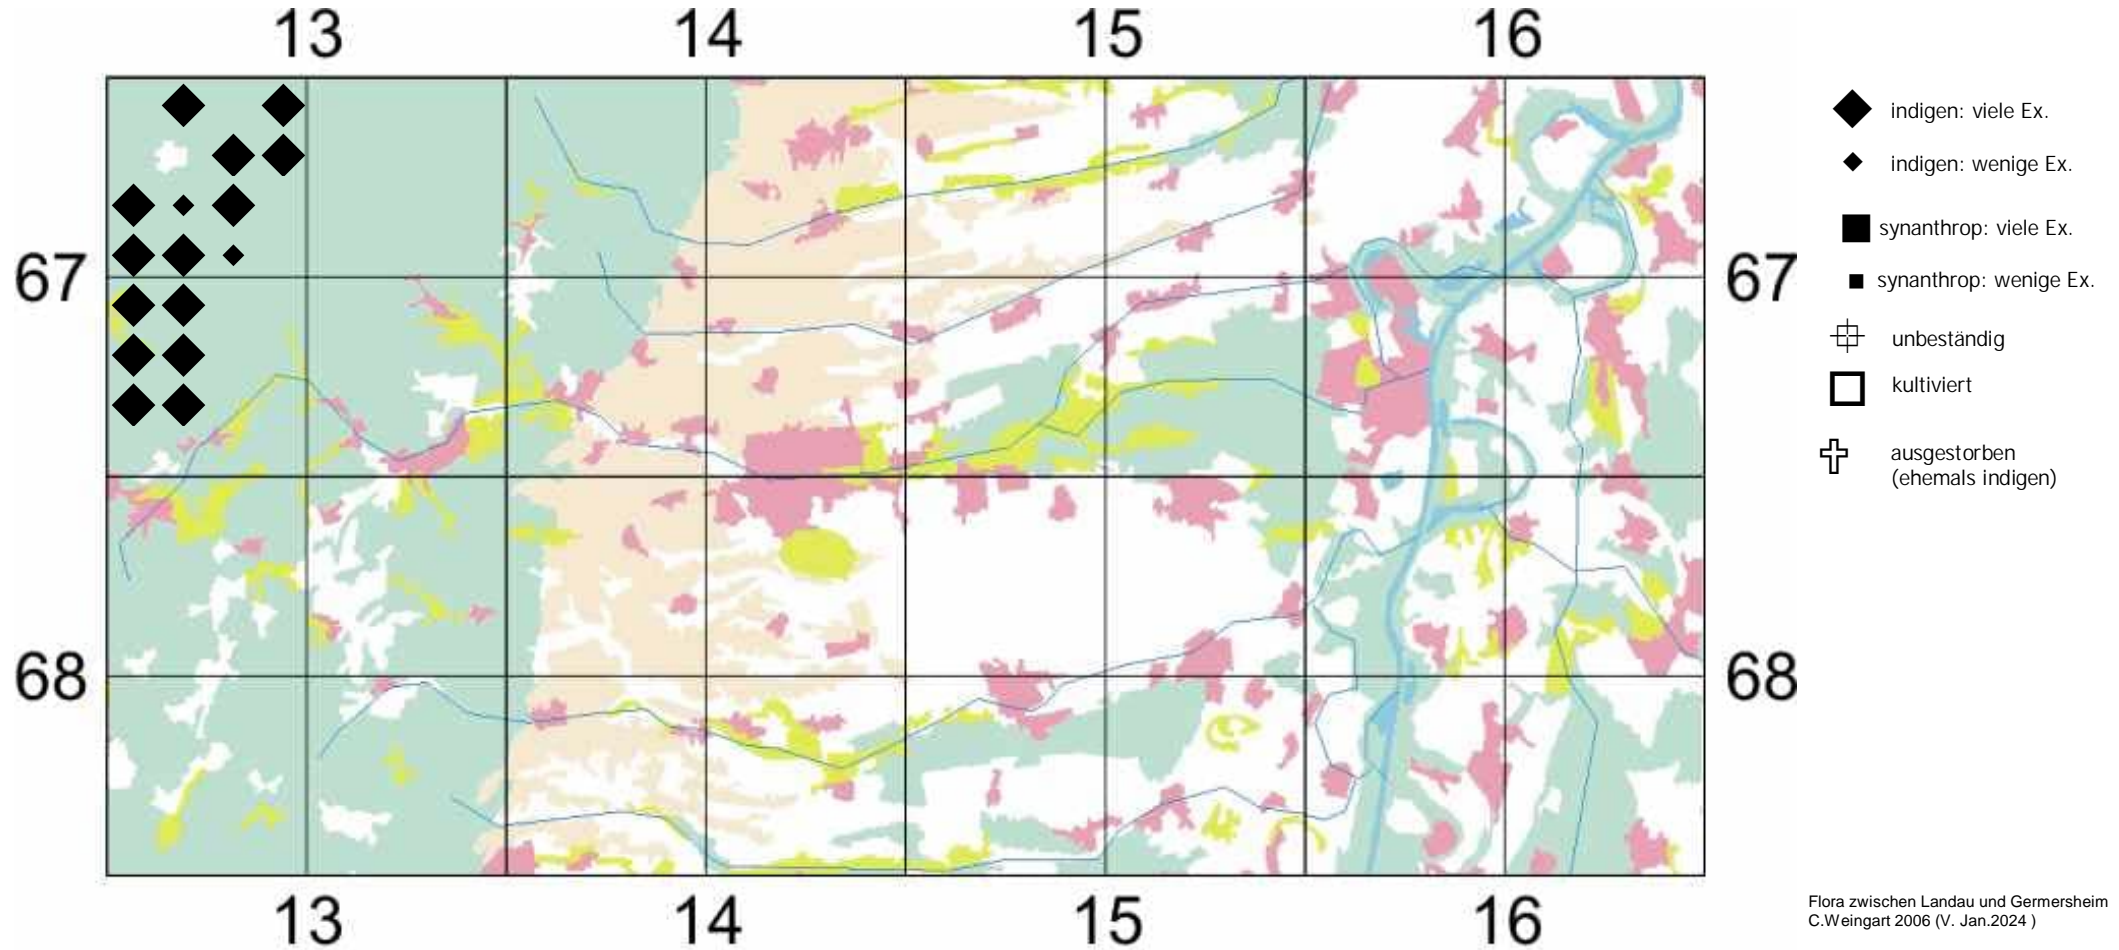 13 14 15 16
indigen: viele Ex.
indigen: wenige Ex.
synanthrop: viele Ex.
67 67
synanthrop: wenige Ex.
unbeständig
kultiviert
ausgestorben
(ehemals indigen)
68 68
13 14 15 16
Flora zwischen Landau und Germersheim
C.Weingart 2006 (V. Jan.2024 )